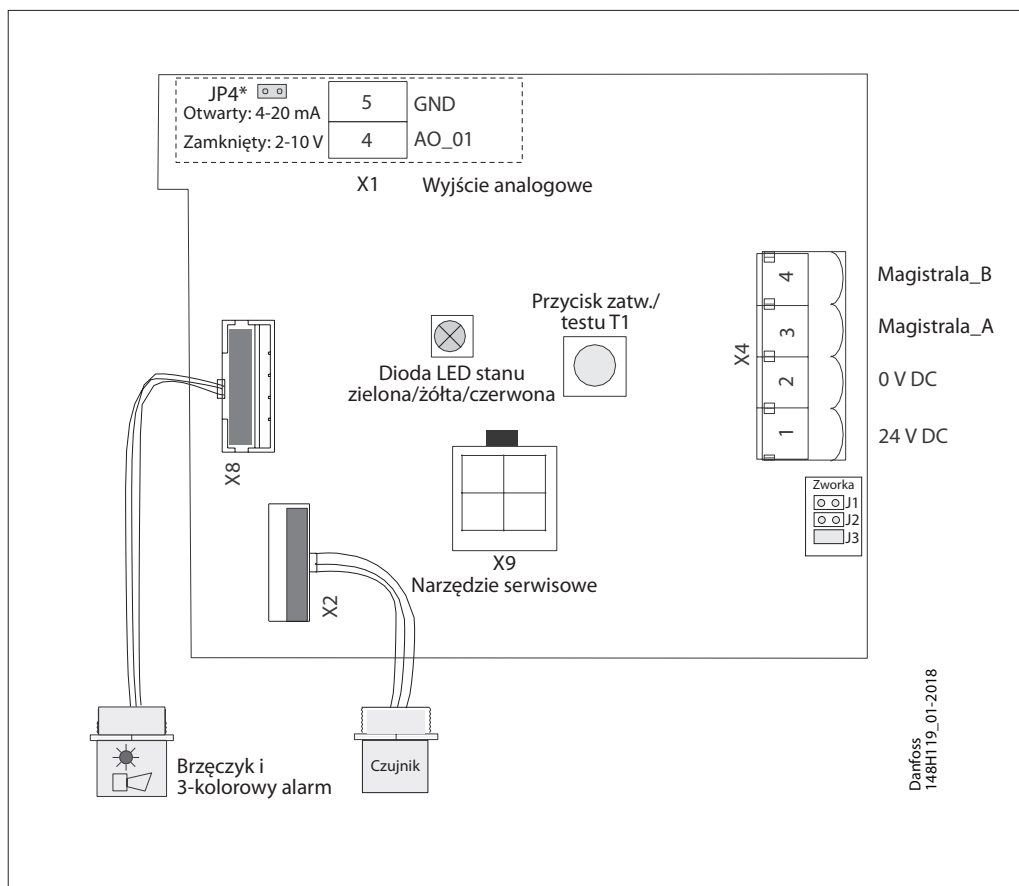 JP4*
Otwarty: 4-20 mA
Zamknięty: 2-10 V
5 GND
4 AO_01
X1 Wyjście analogowe
Przycisk zatw./
testu T1
Dioda LED stanu
zielona/żółta/czerwona
X4
4 Magistrala_B
3 Magistrala_A
2 0 V DC
1 24 V DC
Zworka
J1
J2
J3
X8
X2
X9
Narzędzie serwisowe
Brzęczyk i
3-kolorowy alarm
Czujnik
Danfoss
148H119_01-2018